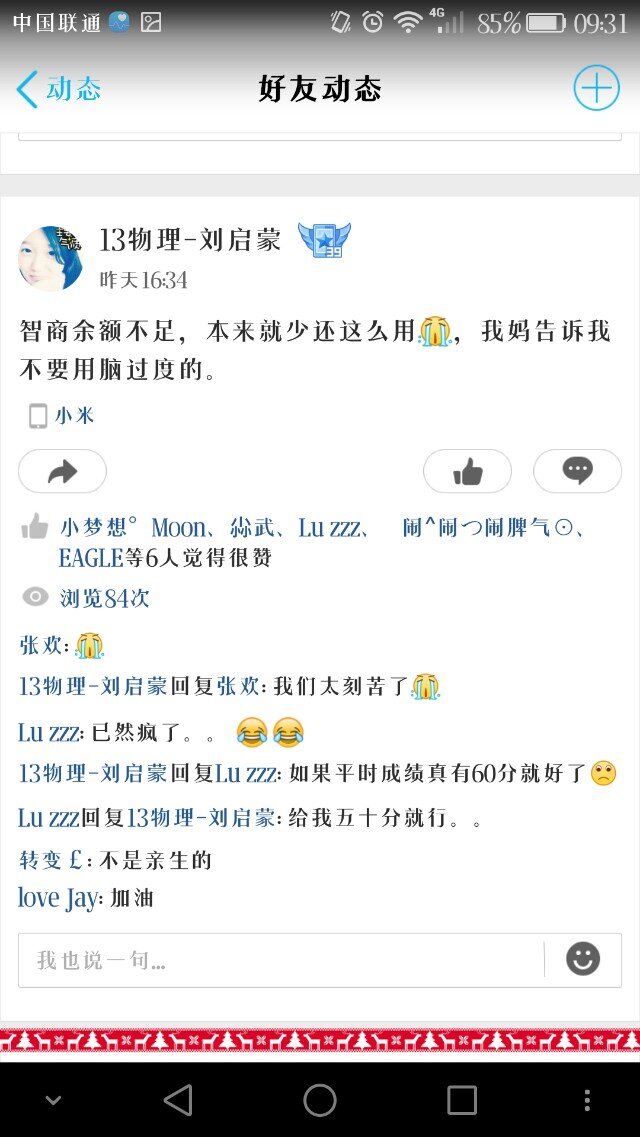 中国联通 4G 85% 09:31
动态 好友动态
13物理-刘启蒙
昨天16:34
智商余额不足，本来就少还这么用😭，我妈告诉我
不要用脑过度的。
小米
小梦想°Moon、尛武、Lu zzz、 闹^闹つ闹脾气⊙、
EAGLE等6人觉得很赞
浏览84次
张欢:😭
13物理-刘启蒙回复张欢:我们太刻苦了😭
Lu zzz:已然疯了。。😂😂
13物理-刘启蒙回复Lu zzz:如果平时成绩真有60分就好了🙁
Lu zzz回复13物理-刘启蒙:给我五十分就行。。
转变￡:不是亲生的
love Jay:加油
我也说一句...